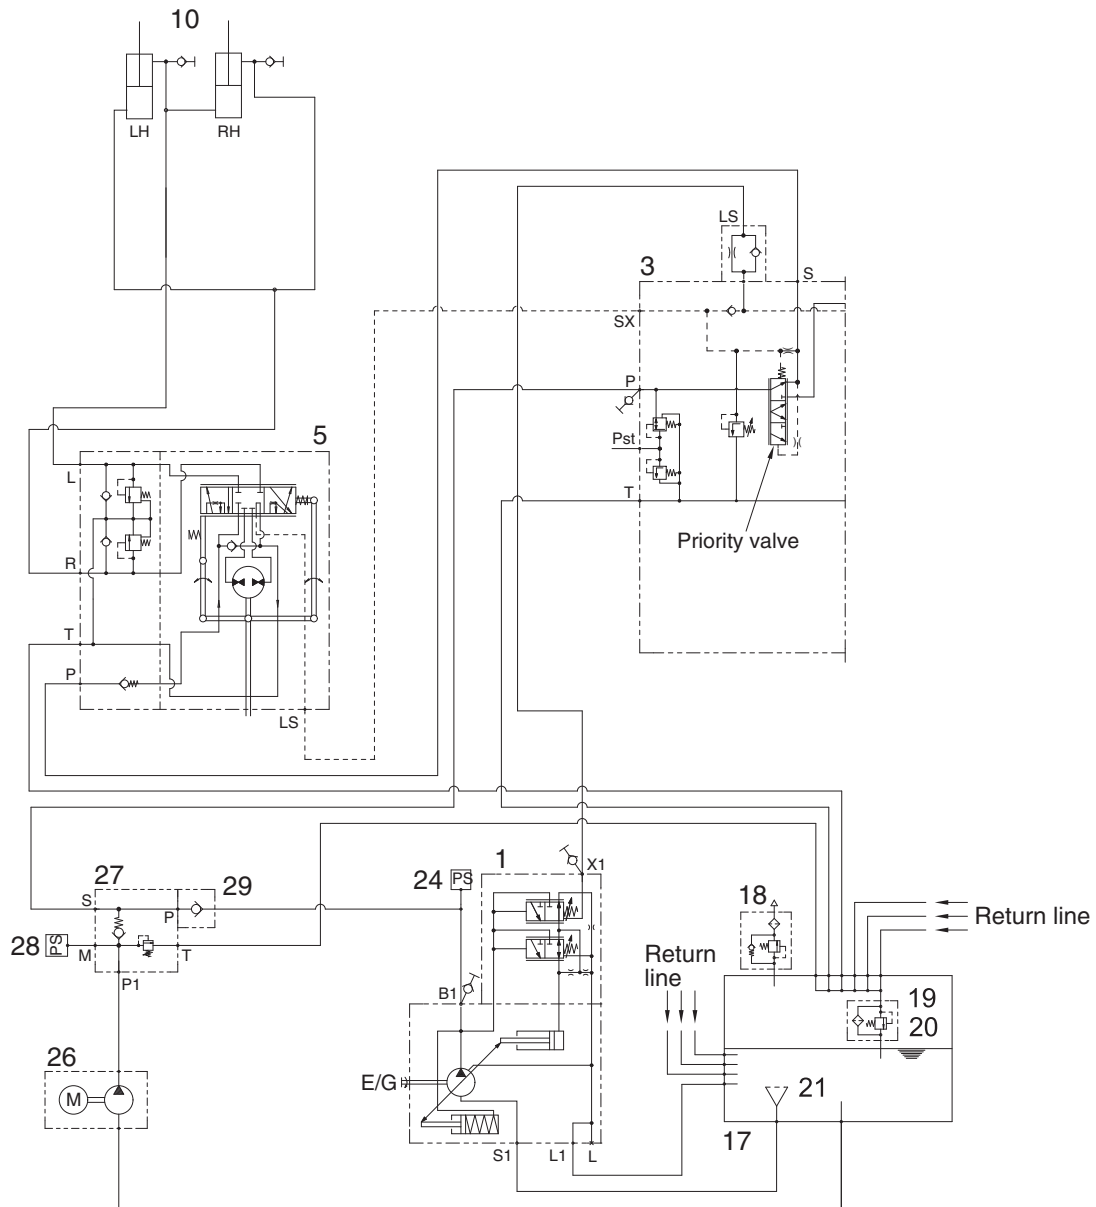 10
LH
RH
LS
3
S
SX
P
Pst
T
Priority valve
5
L
R
T
P
LS
1
X1
24
PS
27
29
S
P
28
PS
M
T
P1
18
Return line
Return
line
B1
19
20
26
M
E/G
21
17
S1
L1
L